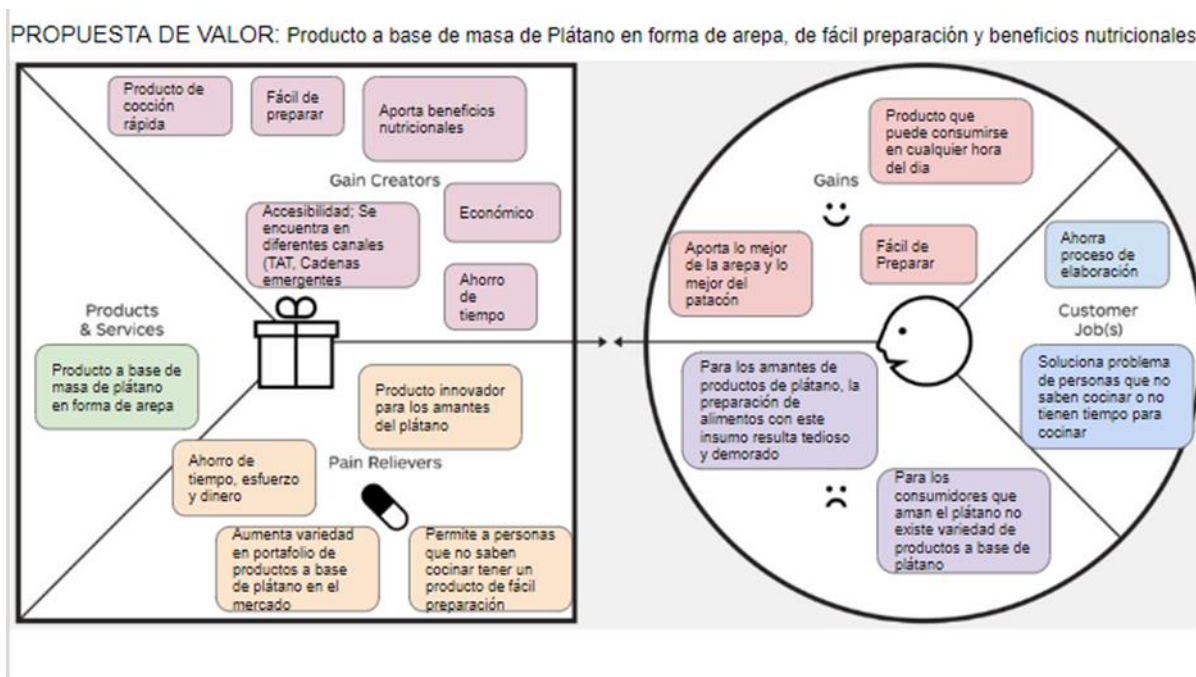 PROPUESTA DE VALOR: Producto a base de masa de Plátano en forma de arepa, de fácil preparación y beneficios nutricionales
Producto de
cocción
rápida
Fácil de
preparar
Aporta beneficios
nutricionales
Gain Creators
Accesibilidad; Se
encuentra en
diferentes canales
(TAT, Cadenas
emergentes
Económico
Ahorro
de
tiempo
Products
& Services
Producto a base de
masa de plátano
en forma de arepa
Producto innovador
para los amantes
del plátano
Pain Relievers
Ahorro de
tiempo, esfuerzo
y dinero
Aumenta variedad
en portafolio de
productos a base
de plátano en el
mercado
Permite a personas
que no saben
cocinar tener un
producto de fácil
preparación
Producto que
puede consumirse
en cualquier hora
del dia
Gains
Aporta lo mejor
de la arepa y lo
mejor del
patacón
Fácil de
Preparar
Ahorra
proceso de
elaboración
Customer
Job(s)
Soluciona problema
de personas que no
saben cocinar o no
tienen tiempo para
cocinar
Para los amantes de
productos de plátano, la
preparación de
alimentos con este
insumo resulta tedioso
y demorado
Para los
consumidores que
aman el plátano no
existe variedad de
productos a base de
plátano